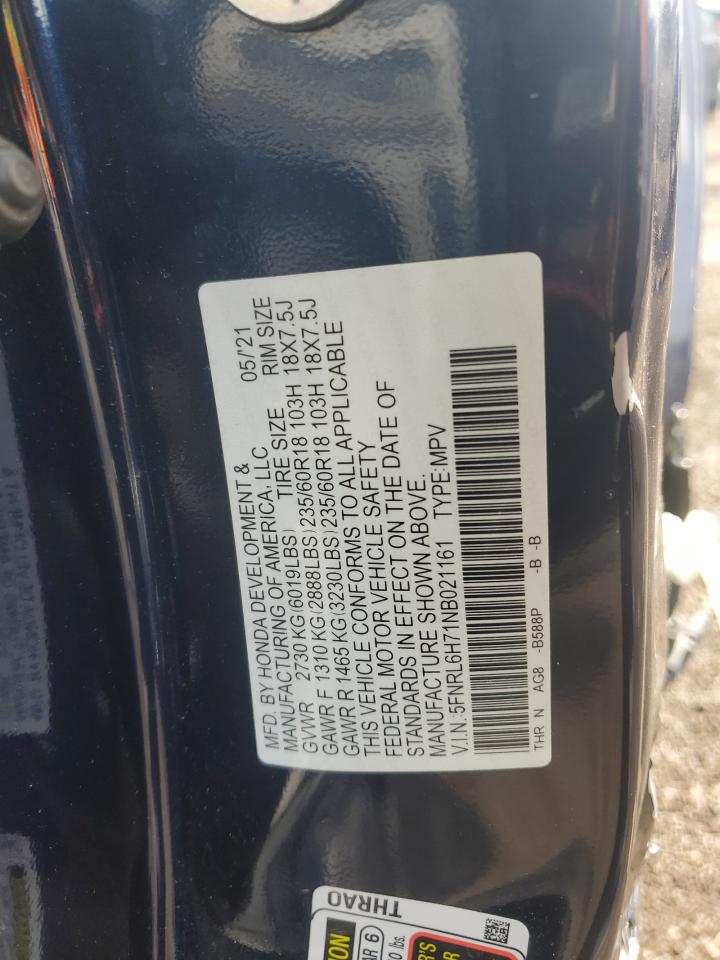 MFD. BY HONDA DEVELOPMENT & 05/'21
MANUFACTURING OF AMERICA, LLC
GVWR 2730 KG(6019LBS) TIRE SIZE RIM SIZE
GAWR F 1310 KG(2888LBS)235/60R18 103H 18X7.5J
GAWR R 1465 KG(3230LBS)235/60R18 103H 18X7.5J
THIS VEHICLE CONFORMS TO ALL APPLICABLE
FEDERAL MOTOR VEHICLE SAFETY
STANDARDS IN EFFECT ON THE DATE OF
MANUFACTURE SHOWN ABOVE.
V.I.N.:5FNRL6H71NB021161 TYPE:MPV
THR N AG8 -B588P -B -B
THRAO